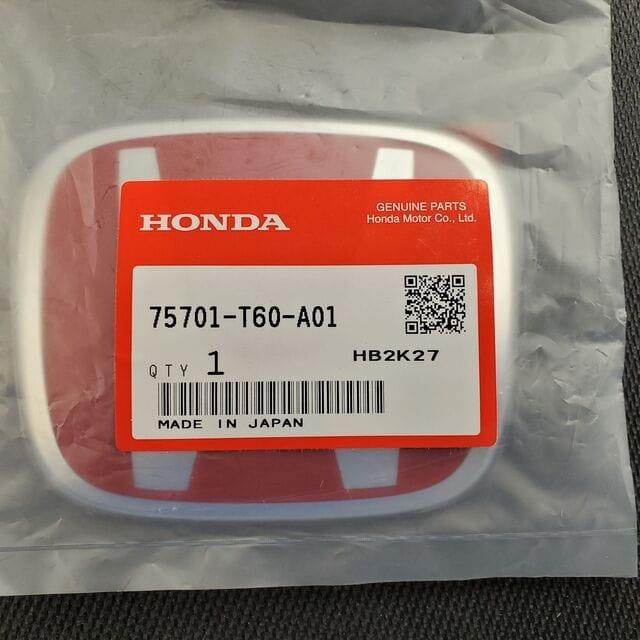 HONDA
GENUINE PARTS
Honda Motor Co., Ltd.
75701-T60-A01
QTY 1
HB2K27
MADE IN JAPAN